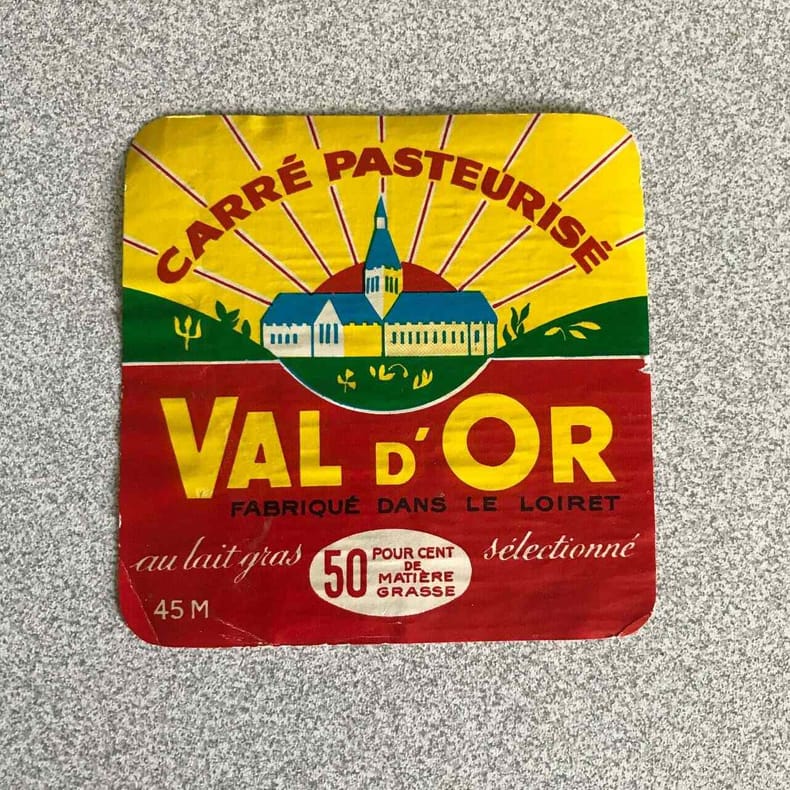 CARRÉ PASTEURISÉ
VAL D'OR
FABRIQUÉ DANS LE LOIRET
au lait gras
50
POUR CENT
DE
MATIÈRE
GRASSE
sélectionné
45 M